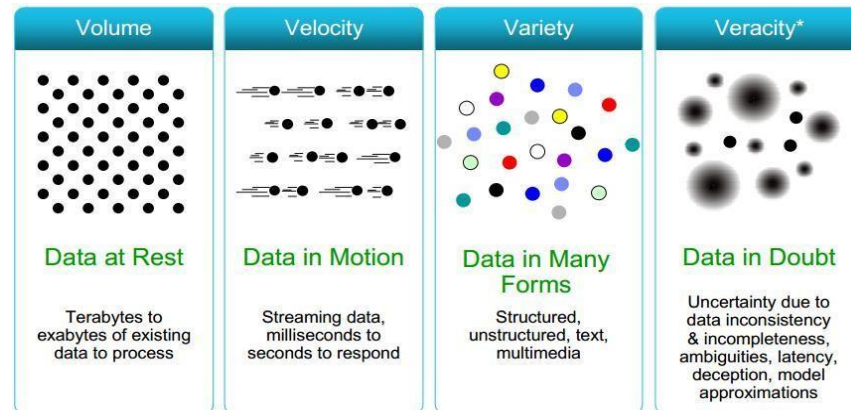 Volume
Data at Rest
Terabytes to
exabytes of existing
data to process
Velocity
Data in Motion
Streaming data,
milliseconds to
seconds to respond
Variety
Data in Many
Forms
Structured,
unstructured, text,
multimedia
Veracity*
Data in Doubt
Uncertainty due to
data inconsistency
& incompleteness,
ambiguities, latency,
deception, model
approximations